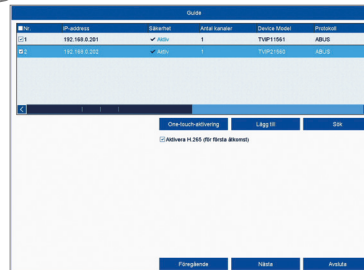 Guide
Nr. IP-address Säkerhet Antal kanaler Device Model Protokoll
1 192.168.0.201 Aktiv 1 TVIP11561 ABUS
2 192.168.0.202 Aktiv 1 TVIP21560 ABUS
One-touch-aktivering Lägg till Sök
Aktivera H.265 (för första åtkomst)
Föregående Nästa Avsluta